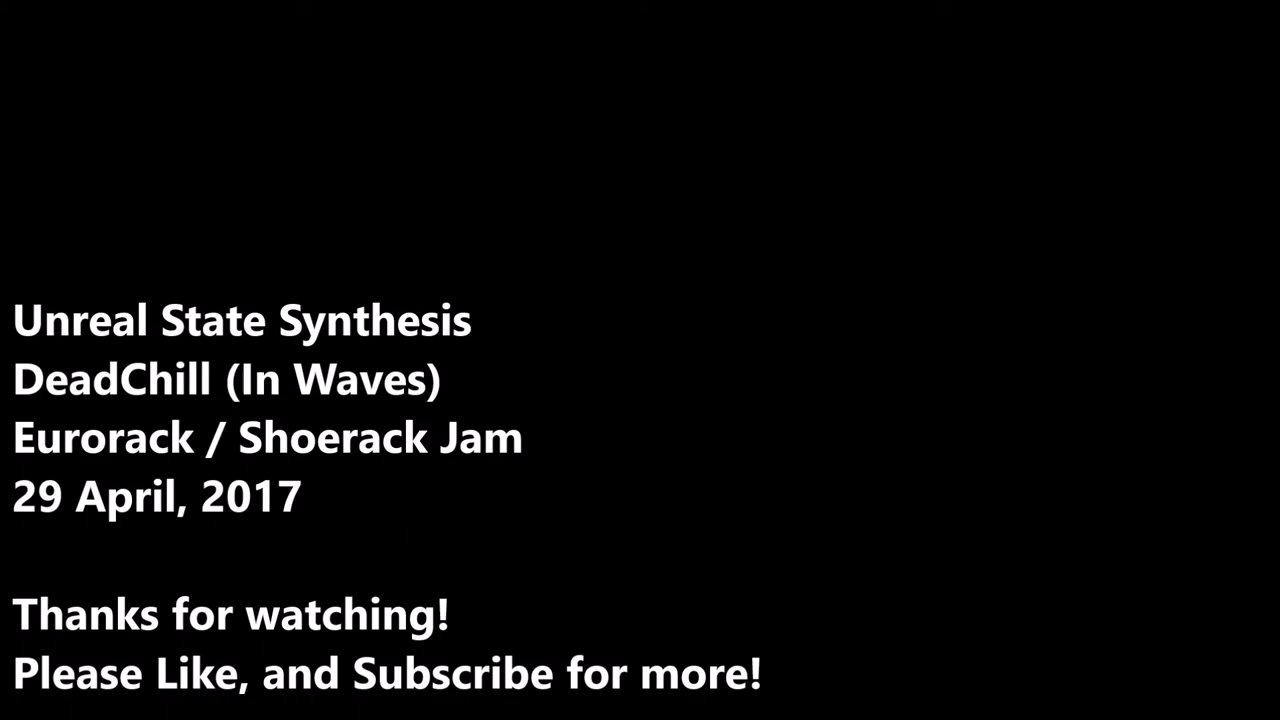 Unreal State Synthesis
DeadChill (In Waves)
Eurorack / Shoerack Jam
29 April, 2017
Thanks for watching!
Please Like, and Subscribe for more!